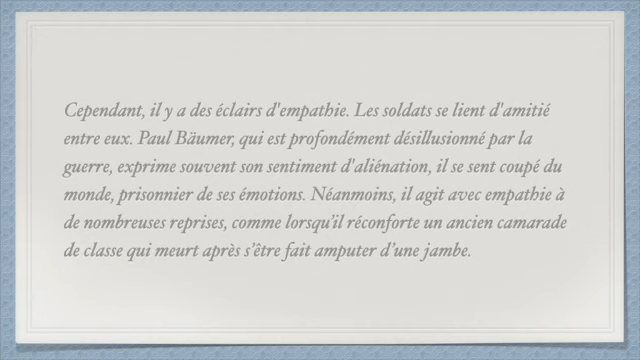 Cependant, il y a des éclairs d'empathie. Les soldats se lient d'amitié
entre eux. Paul Bäumer, qui est profondément désillusionné par la
guerre, exprime souvent son sentiment d'aliénation, il se sent coupé du
monde, prisonnier de ses émotions. Néanmoins, il agit avec empathie à
de nombreuses reprises, comme lorsqu’il réconforte un ancien camarade
de classe qui meurt après s’être fait amputer d’une jambe.